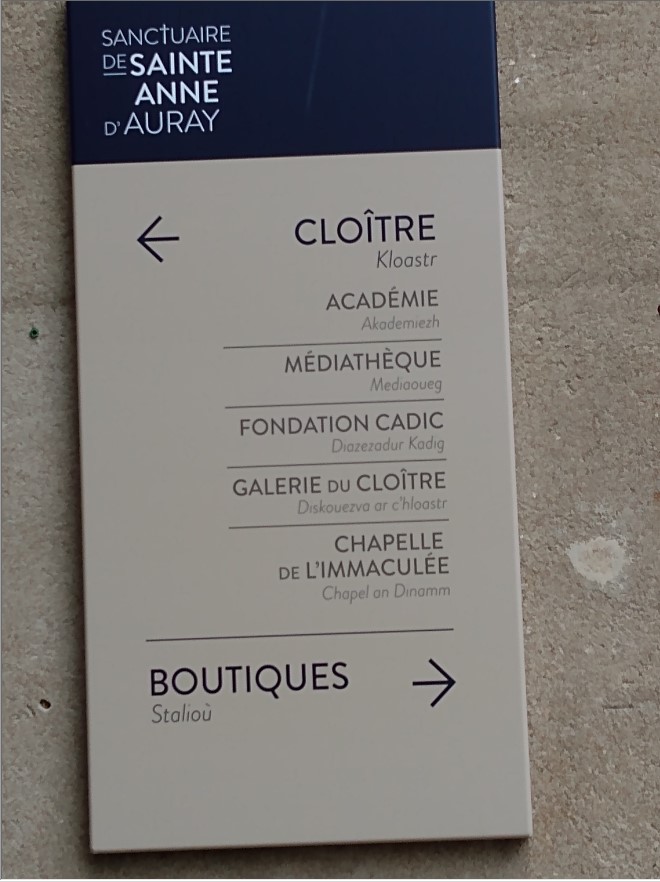 SANCTUAIRE
DE SAINTE
ANNE
D'AURAY
← CLOÎTRE
Kloastr
ACADÉMIE
Akademiezh
MÉDIATHÈQUE
Mediaoueg
FONDATION CADIC
Diazezadur Kadig
GALERIE DU CLOÎTRE
Diskouezva ar c'hloastr
CHAPELLE
DE L'IMMACULÉE
Chapel an Dinamm
BOUTIQUES →
Stalioù